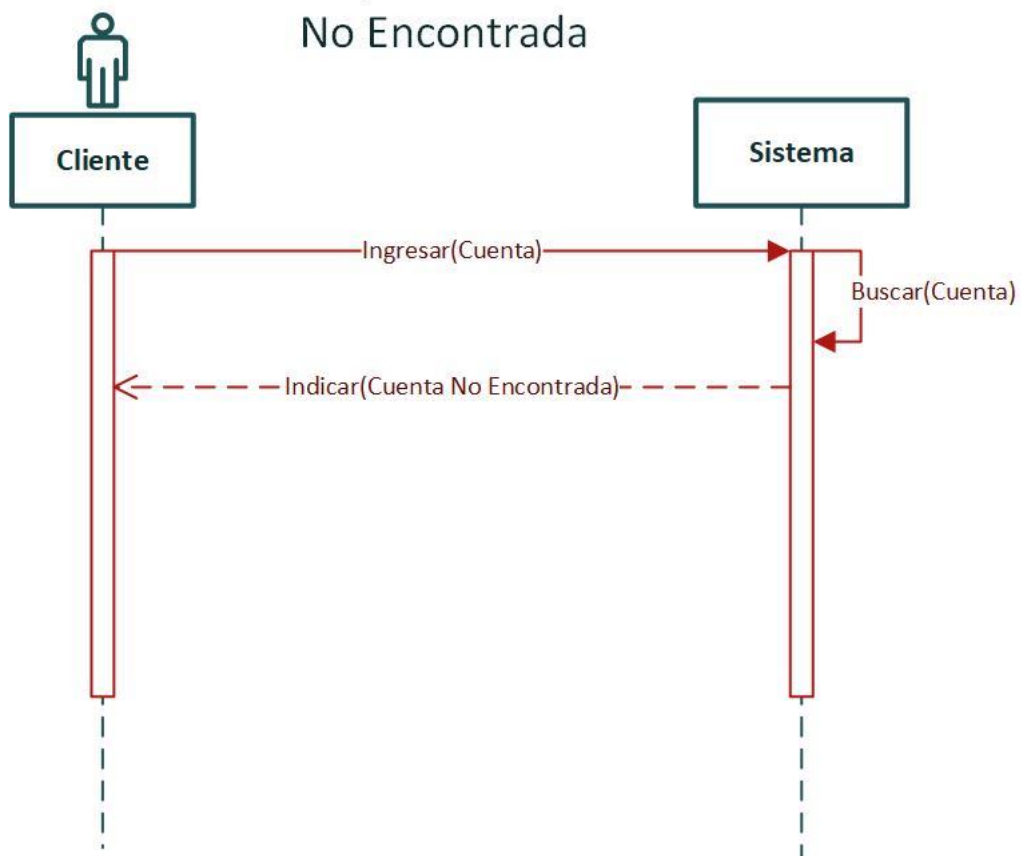 No Encontrada
Cliente
Sistema
Ingresar(Cuenta)
Buscar(Cuenta)
Indicar(Cuenta No Encontrada)